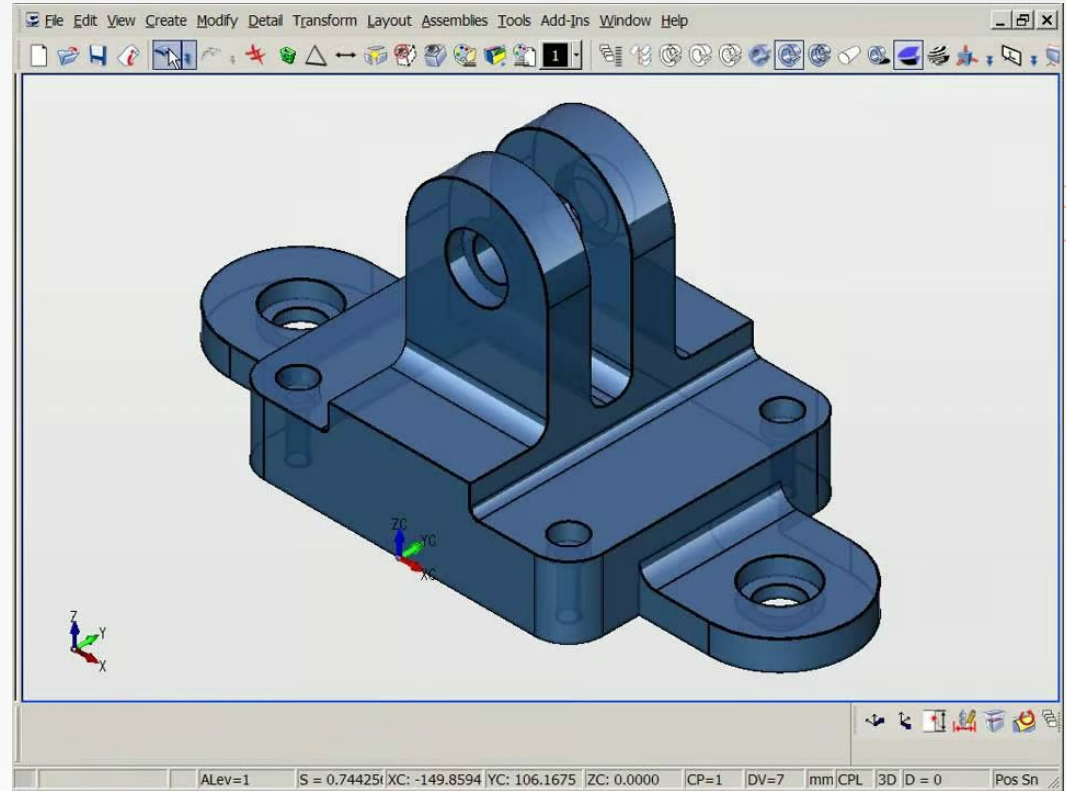 File Edit View Create Modify Detail Transform Layout Assemblies Tools Add-Ins Window Help
1
ZC
YC
XC
Z
Y
X
ALev=1 S = 0.74425 XC: -149.8594 YC: 106.1675 ZC: 0.0000 CP=1 DV=7 mm CPL 3D D = 0 Pos Sn